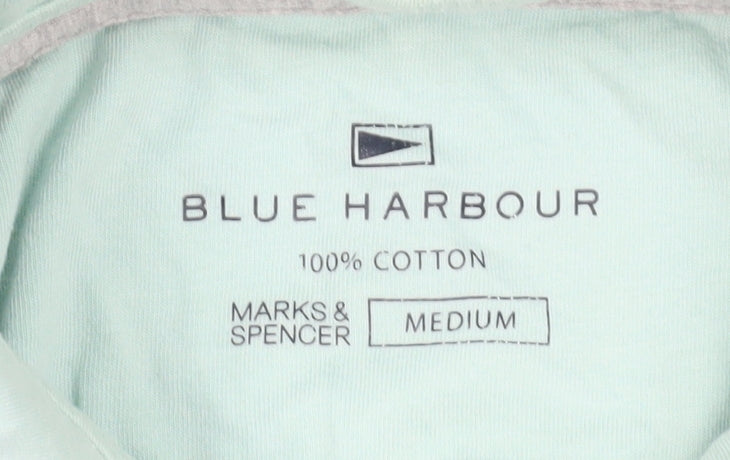 BLUE HARBOUR
100% COTTON
MARKS &
SPENCER
MEDIUM